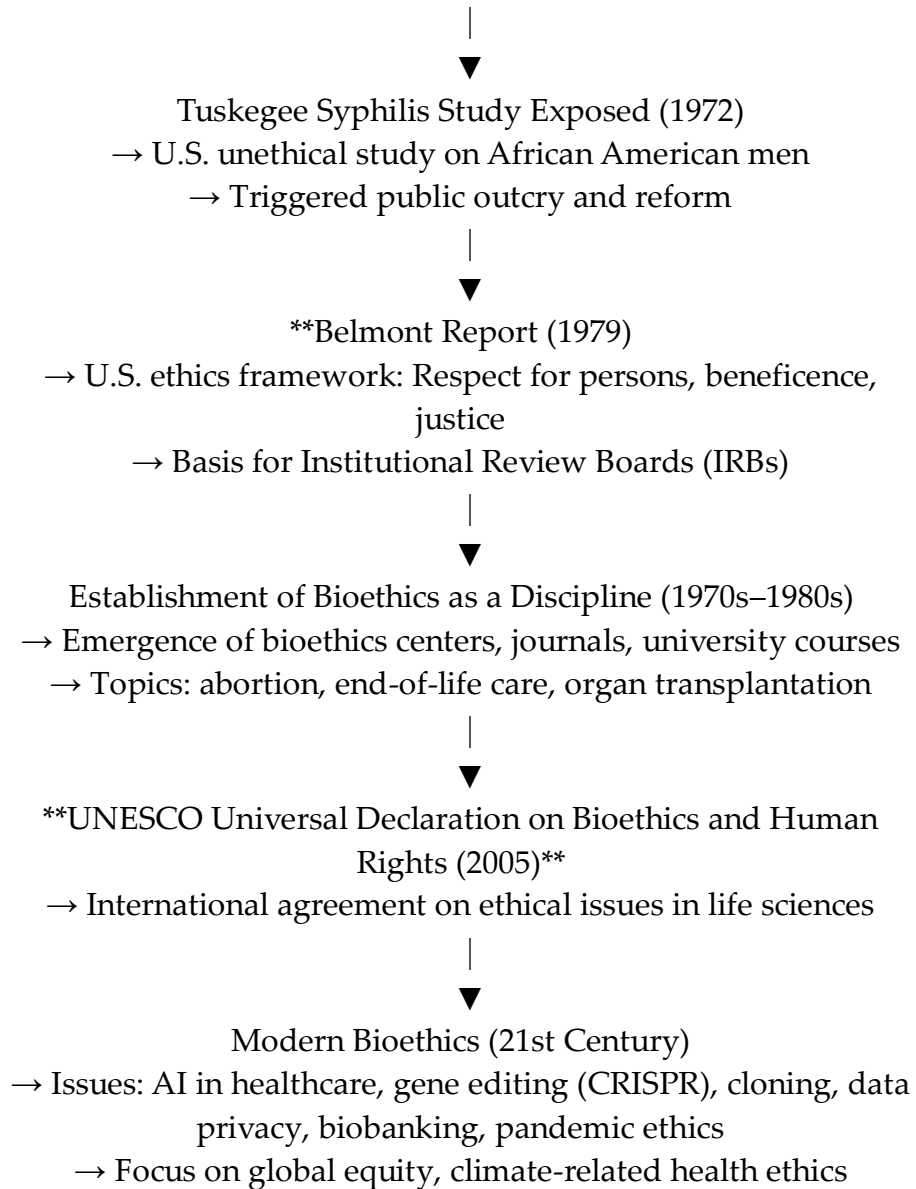 Tuskegee Syphilis Study Exposed (1972)
→ U.S. unethical study on African American men
→ Triggered public outcry and reform
**Belmont Report (1979)
→ U.S. ethics framework: Respect for persons, beneficence,
justice
→ Basis for Institutional Review Boards (IRBs)
Establishment of Bioethics as a Discipline (1970s–1980s)
→ Emergence of bioethics centers, journals, university courses
→ Topics: abortion, end-of-life care, organ transplantation
**UNESCO Universal Declaration on Bioethics and Human
Rights (2005)**
→ International agreement on ethical issues in life sciences
Modern Bioethics (21st Century)
→ Issues: AI in healthcare, gene editing (CRISPR), cloning, data
privacy, biobanking, pandemic ethics
→ Focus on global equity, climate-related health ethics